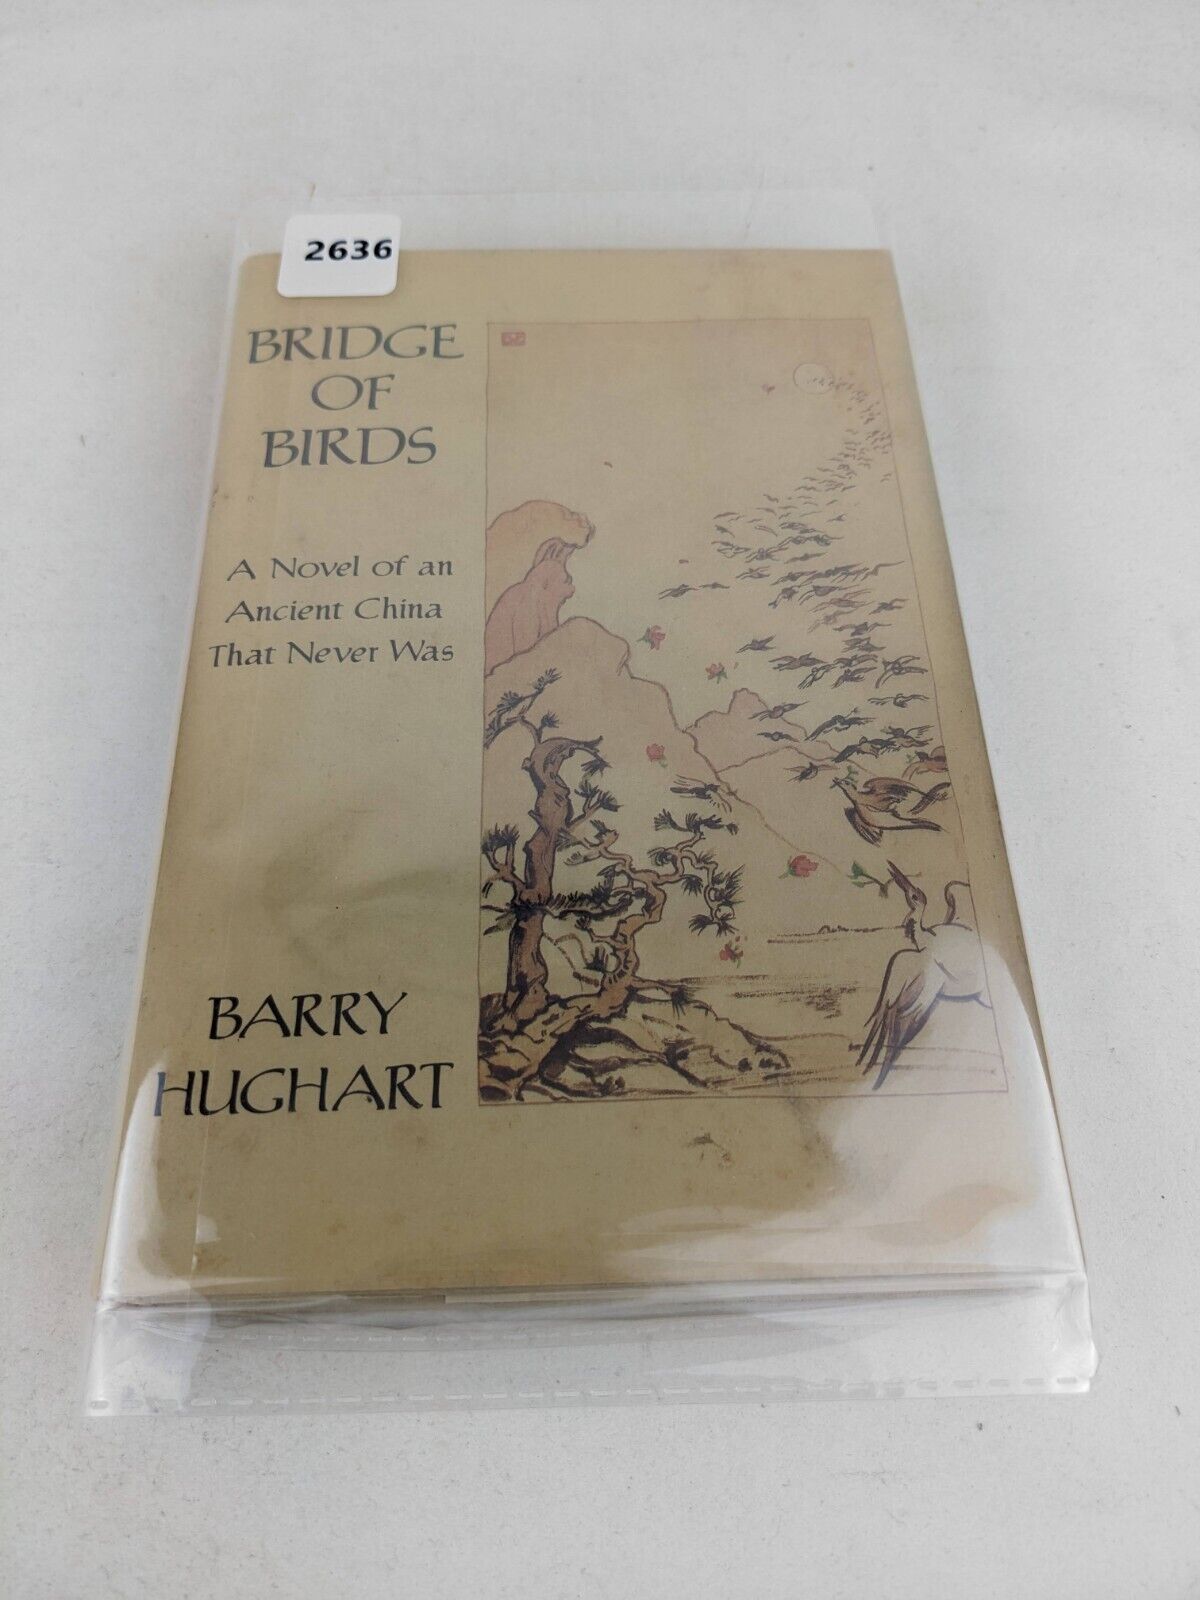 2636
BRIDGE
OF
BIRDS
A Novel of an
Ancient China
That Never Was
BARRY
HUGHART